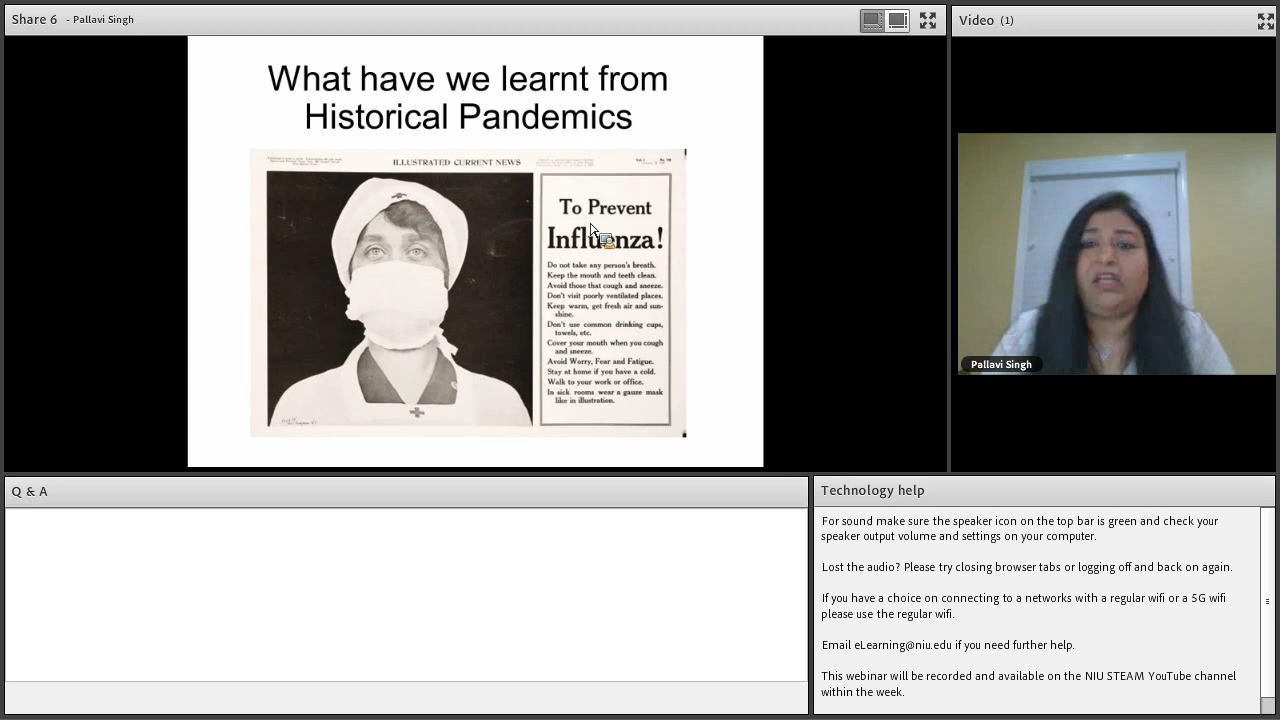 Share 6 - Pallavi Singh
Video (1)
What have we learnt from
Historical Pandemics
ILLUSTRATED CURRENT NEWS
To Prevent
Influenza!
Do not take any person's breath.
Keep the mouth and teeth clean.
Avoid those that cough and sneeze.
Don't visit poorly ventilated places.
Keep warm, get fresh air and sun-
shine.
Don't use common drinking cups,
towels, etc.
Cover your mouth when you cough
and sneeze.
Avoid Worry, Fear and Fatigue.
Stay at home if you have a cold.
Walk to your work or office.
In sick rooms wear a gauze mask
like in illustration.
Pallavi Singh
Q & A
Technology help
For sound make sure the speaker icon on the top bar is green and check your
speaker output volume and settings on your computer.
Lost the audio? Please try closing browser tabs or logging off and back on again.
If you have a choice on connecting to a networks with a regular wifi or a 5G wifi
please use the regular wifi.
Email eLearning@niu.edu if you need further help.
This webinar will be recorded and available on the NIU STEAM YouTube channel
within the week.